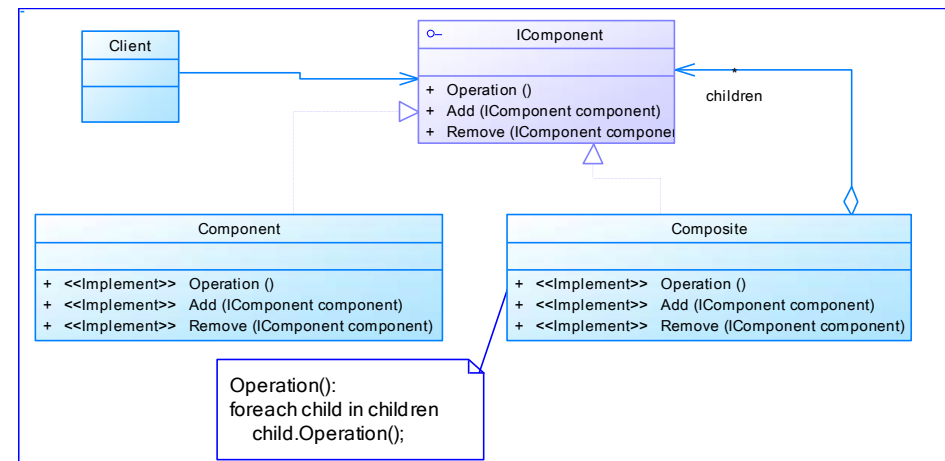 Client
IComponent
+ Operation ()
+ Add (IComponent component)
+ Remove (IComponent componen
*
children
Component
+ <<Implement>> Operation ()
+ <<Implement>> Add (IComponent component)
+ <<Implement>> Remove (IComponent component)
Composite
+ <<Implement>> Operation ()
+ <<Implement>> Add (IComponent component)
+ <<Implement>> Remove (IComponent component)
Operation():
foreach child in children
child.Operation();